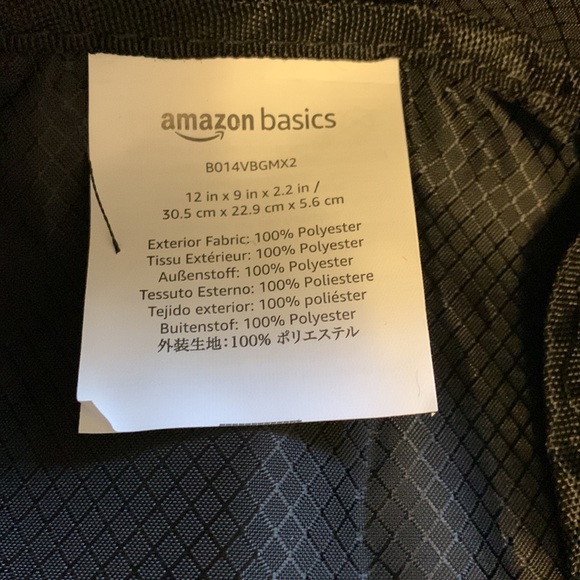 amazon basics
B014VBGMX2
12 in x 9 in x 2.2 in /
30.5 cm x 22.9 cm x 5.6 cm
Exterior Fabric: 100% Polyester
Tissu Extérieur: 100% Polyester
Außenstoff: 100% Polyester
Tessuto Esterno: 100% Poliestere
Tejido exterior: 100% poliéster
Buitenstof: 100% Polyester
外装生地：100% ポリエステル